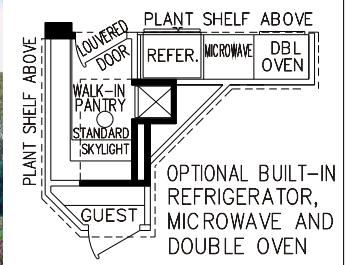 PLANT SHELF ABOVE
PLANT SHELF ABOVE
LOUVERED
DOOR
REFER.
MICROWAVE
DBL
OVEN
WALK-IN
PANTRY
STANDARD
SKYLIGHT
GUEST
OPTIONAL BUILT-IN
REFRIGERATOR,
MICROWAVE AND
DOUBLE OVEN